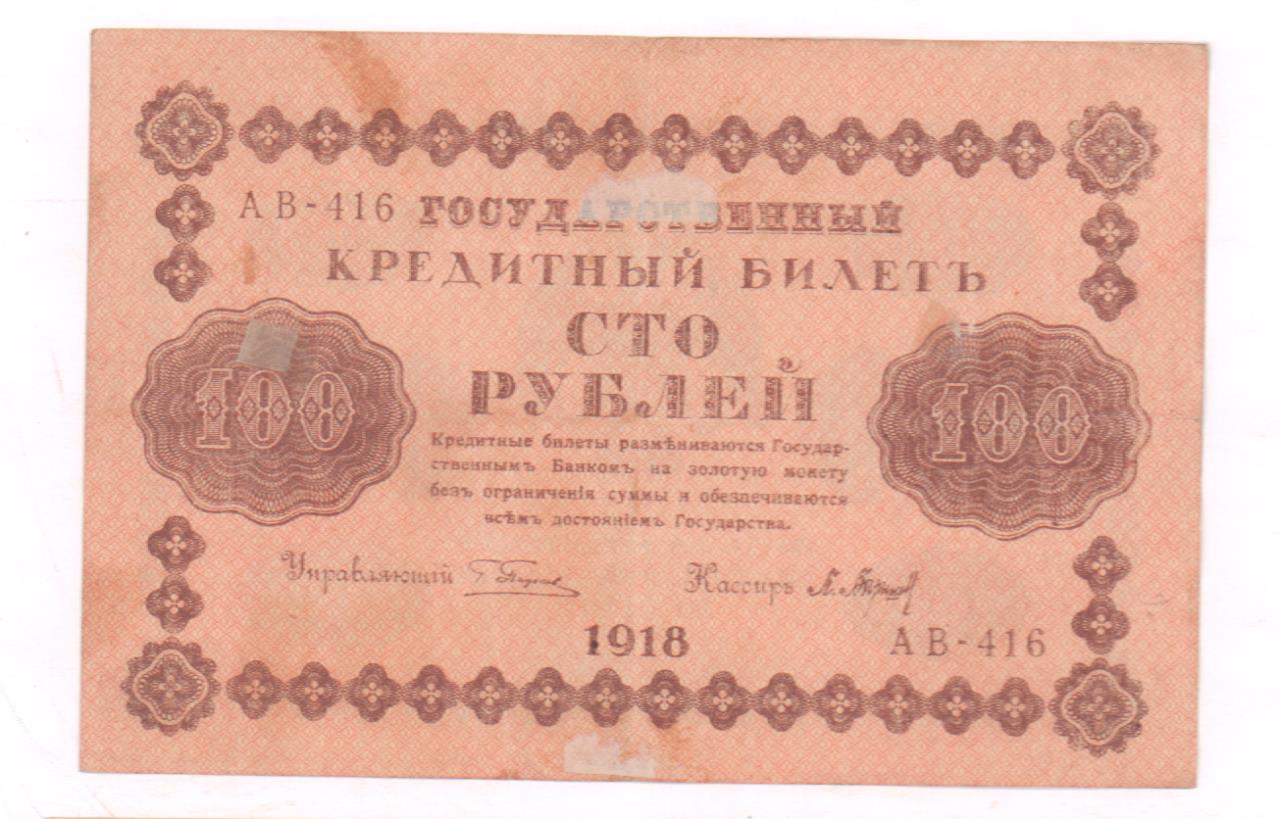 АВ-416 ГОСУДАРСТВЕННЫЙ
КРЕДИТНЫЙ БИЛЕТЪ
СТО
РУБЛЕЙ
100
100
Кредитные билеты размѣниваются Государ-
ственнымъ Банкомъ на золотую монету
безъ ограниченія суммы и обезпечиваются
всѣмъ достояніемъ Государства.
Управляющій
Кассиръ
1918
АВ-416